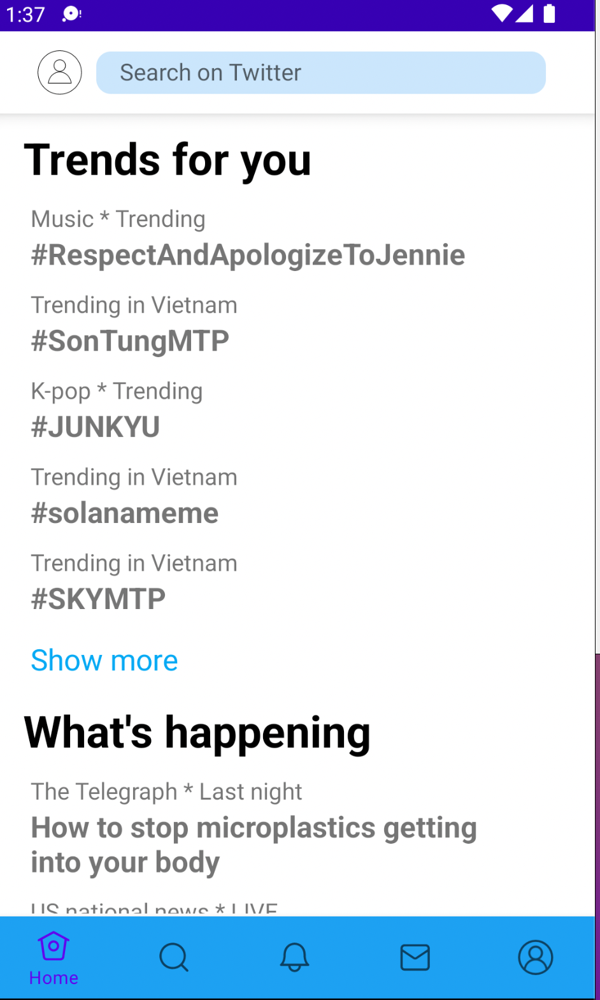 1:37
Search on Twitter
Trends for you
Music * Trending
#RespectAndApologizeToJennie
Trending in Vietnam
#SonTungMTP
K-pop * Trending
#JUNKYU
Trending in Vietnam
#solanameme
Trending in Vietnam
#SKYMTP
Show more
What's happening
The Telegraph * Last night
How to stop microplastics getting
into your body
US national news * LIVE
Home